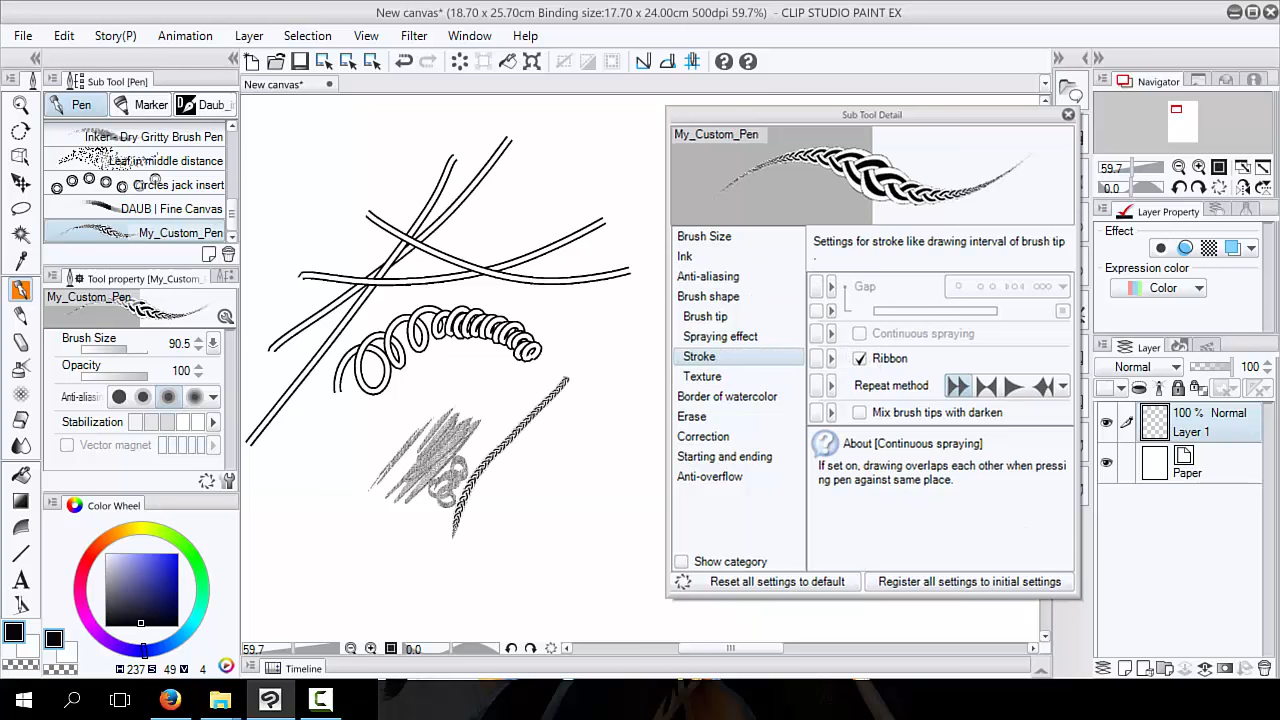 New canvas* (18.70 x 25.70cm Binding size:17.70 x 24.00cm 500dpi 59.7%) - CLIP STUDIO PAINT EX
File Edit Story(P) Animation Layer Selection View Filter Window Help
Sub Tool [Pen]
Pen Marker Daub_i
Inker - Dry Gritty Brush Pen
Leaf in middle distance
Circles jack insert
DAUB | Fine Canvas
My_Custom_Pen
Tool property [My_Custom_
My_Custom_Pen
Brush Size 90.5
Opacity 100
Anti-aliasin
Stabilization
Vector magnet
Color Wheel
237 S 49 V 4
New canvas*
59.7 0.0
Timeline
Sub Tool Detail
My_Custom_Pen
Brush Size
Ink
Anti-aliasing
Brush shape
Brush tip
Spraying effect
Stroke
Texture
Border of watercolor
Erase
Correction
Starting and ending
Anti-overflow
Show category
Settings for stroke like drawing interval of brush tip
.
Gap
Continuous spraying
Ribbon
Repeat method
Mix brush tips with darken
About [Continuous spraying]
If set on, drawing overlaps each other when pressi
ng pen against same place.
Reset all settings to default
Register all settings to initial settings
Navigator
59.7
0.0
Layer Property
Effect
Expression color
Color
Layer
Normal 100
100 % Normal
Layer 1
Paper